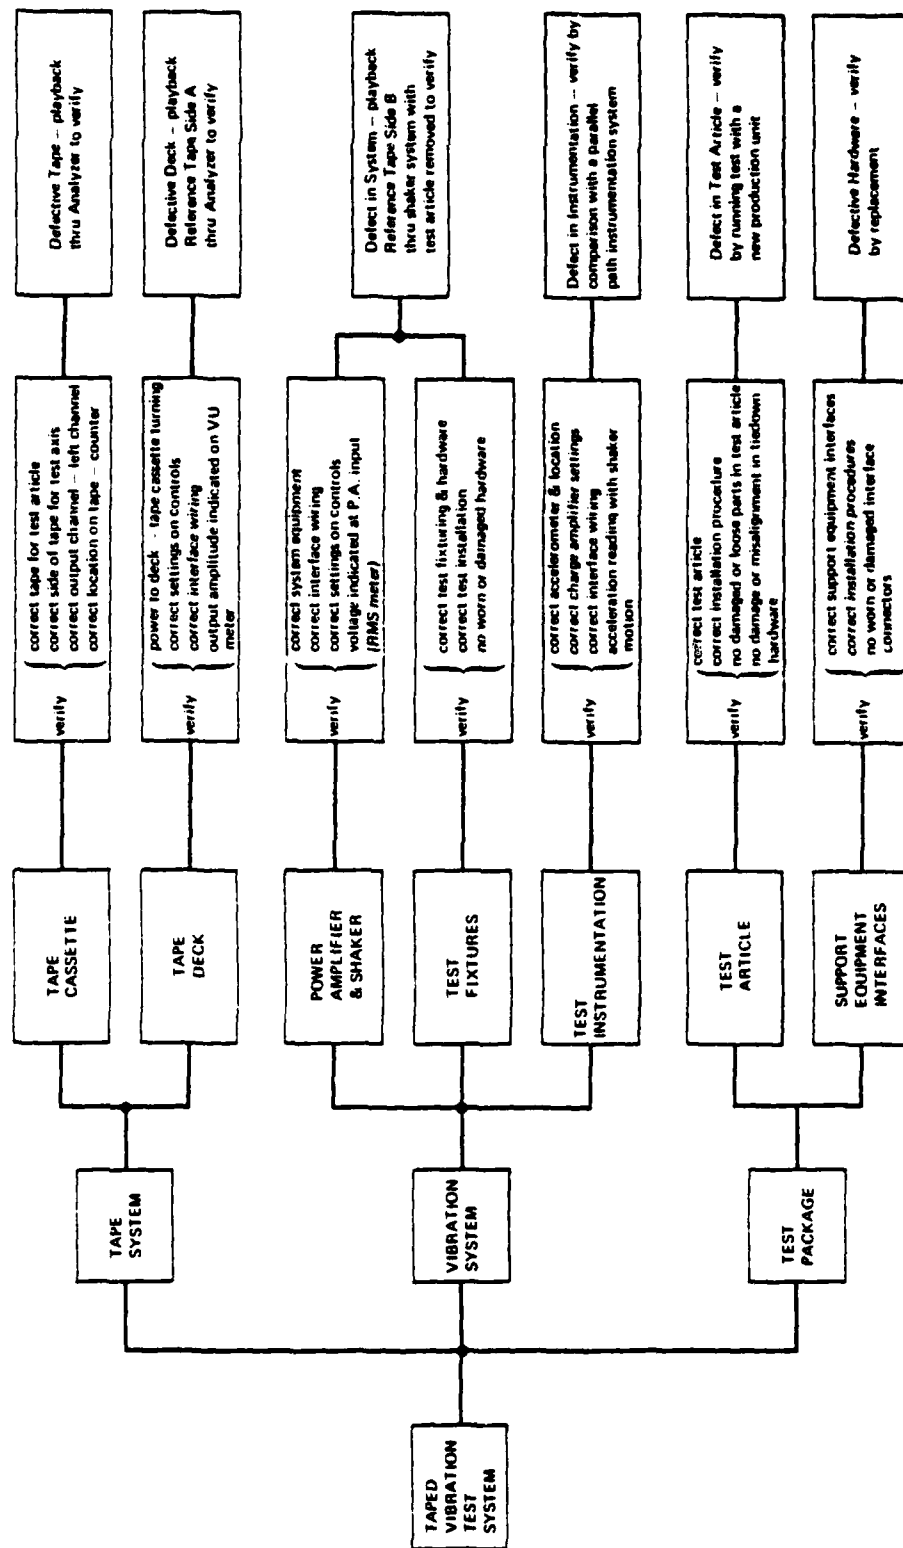 TAPED
VIBRATION
TEST
SYSTEM
TAPE
SYSTEM
VIBRATION
SYSTEM
TEST
PACKAGE
TAPE
CASSETTE
TAPE
DECK
POWER
AMPLIFIER
& SHAKER
TEST
FIXTURES
TEST
INSTRUMENTATION
TEST
ARTICLE
SUPPORT
EQUIPMENT
INTERFACES
verify
correct tape for test article
correct side of tape for test axis
correct output channel – left channel
correct location on tape – counter
verify
power to deck - tape cassette turning
correct settings on controls
correct interface wiring
output amplitude indicated on VU
meter
verify
correct system equipment
correct interface wiring
correct settings on controls
voltage indicated at P.A. input
(RMS meter)
verify
correct test fixturing & hardware
correct test installation
no worn or damaged hardware
verify
correct accelerometer & location
correct charge amplifier settings
correct interface wiring
acceleration reading with shaker
motion
verify
correct test article
correct installation procedure
no damaged or loose parts in test article
no damage or misalignment in tiedown
hardware
verify
correct support equipment interfaces
correct installation procedures
no worn or damaged interface
connectors
Defective Tape – playback
thru Analyzer to verify
Defective Deck - playback
Reference Tape Side A
thru Analyzer to verify
Defect in System – playback
Reference Tape Side B
thru shaker system with
test article removed to verify
Defect in Instrumentation – verify by
comparison with a parallel
path instrumentation system
Defect in Test Article – verify
by running test with a
new production unit
Defective Hardware – verify
by replacement